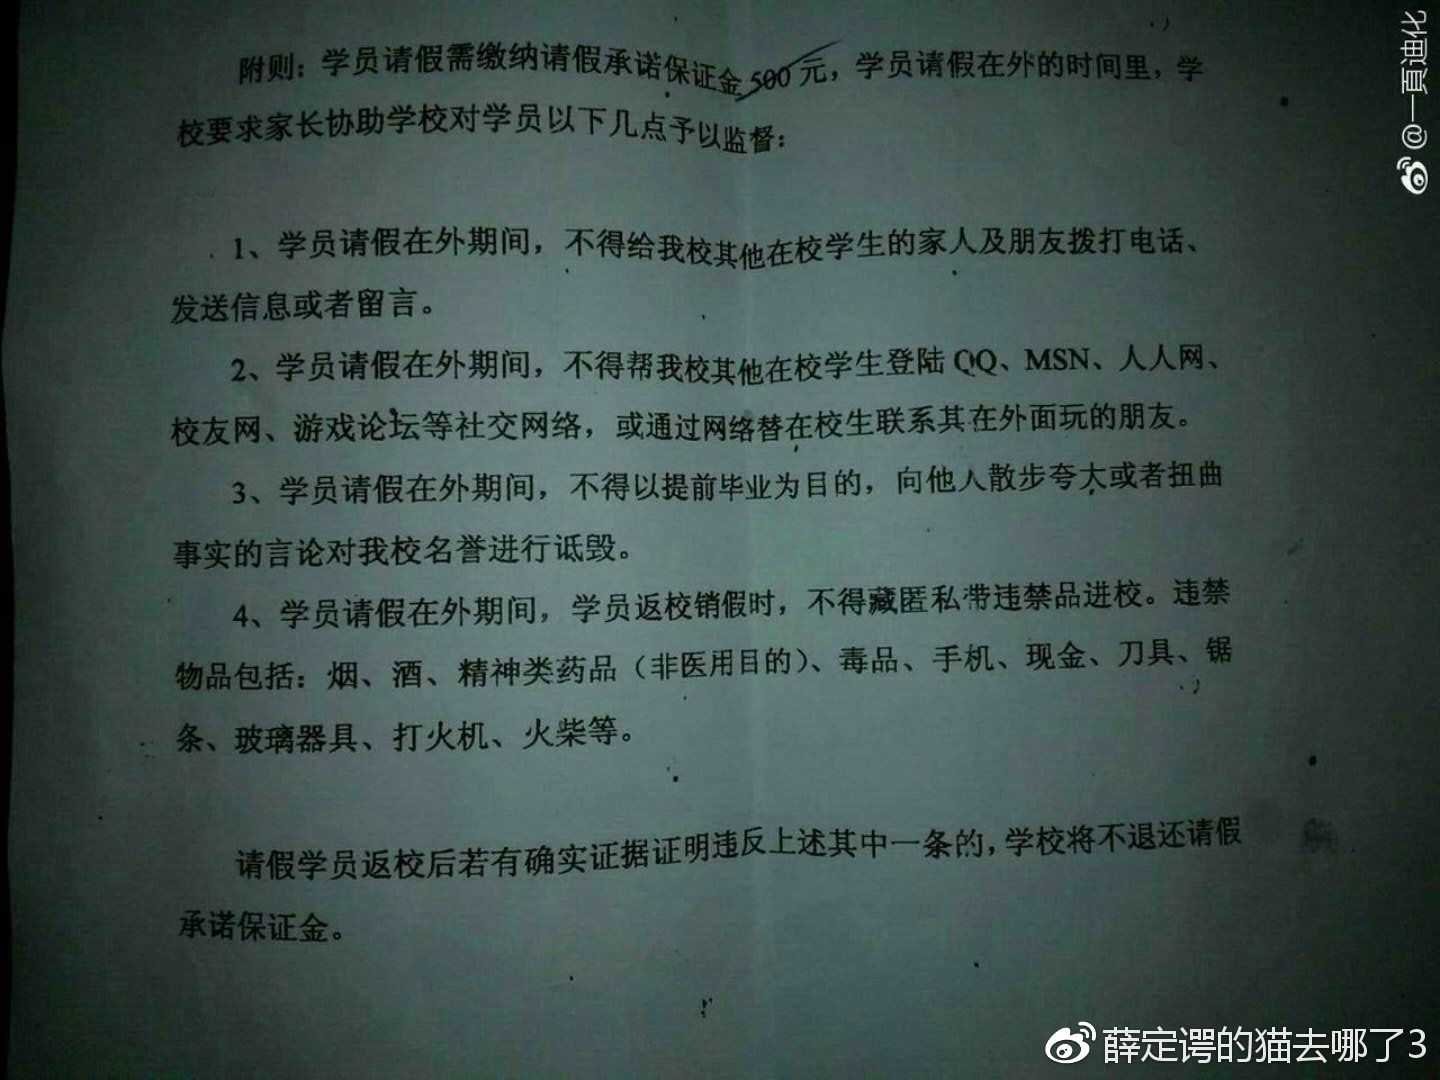 附则：学员请假需缴纳请假承诺保证金 500 元，学员请假在外的时间里，学
校要求家长协助学校对学员以下几点予以监督：
1、学员请假在外期间，不得给我校其他在校学生的家人及朋友拨打电话、
发送信息或者留言。
2、学员请假在外期间，不得帮我校其他在校学生登陆 QQ、MSN、人人网、
校友网、游戏论坛等社交网络，或通过网络替在校生联系其在外面玩的朋友。
3、学员请假在外期间，不得以提前毕业为目的，向他人散步夸大或者扭曲
事实的言论对我校名誉进行诋毁。
4、学员请假在外期间，学员返校销假时，不得藏匿私带违禁品进校。违禁
物品包括：烟、酒、精神类药品（非医用目的）、毒品、手机、现金、刀具、锯
条、玻璃器具、打火机、火柴等。
请假学员返校后若有确实证据证明违反上述其中一条的，学校将不退还请假
承诺保证金。
@一頁迪化
薛定谔的猫去哪了3